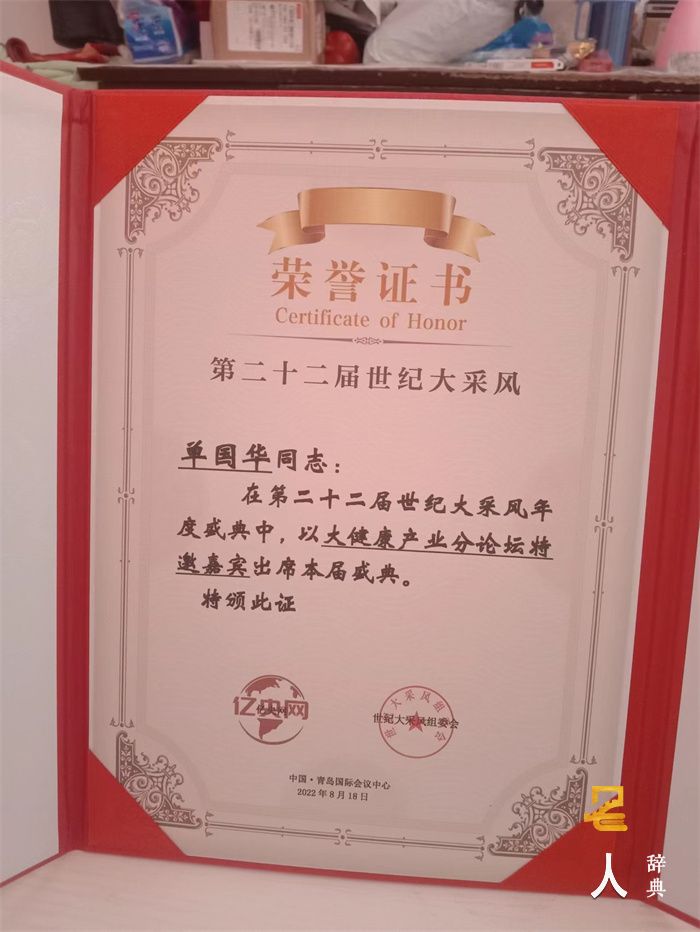 荣誉证书
Certificate of Honor
第二十二届世纪大采风
单国华同志：
在第二十二届世纪大采风年
度盛典中，以大健康产业分论坛特
邀嘉宾出席本届盛典。
特颁此证
亿央网
世纪大采风组委会
中国·青岛国际会议中心
2022年8月18日
人
辞典